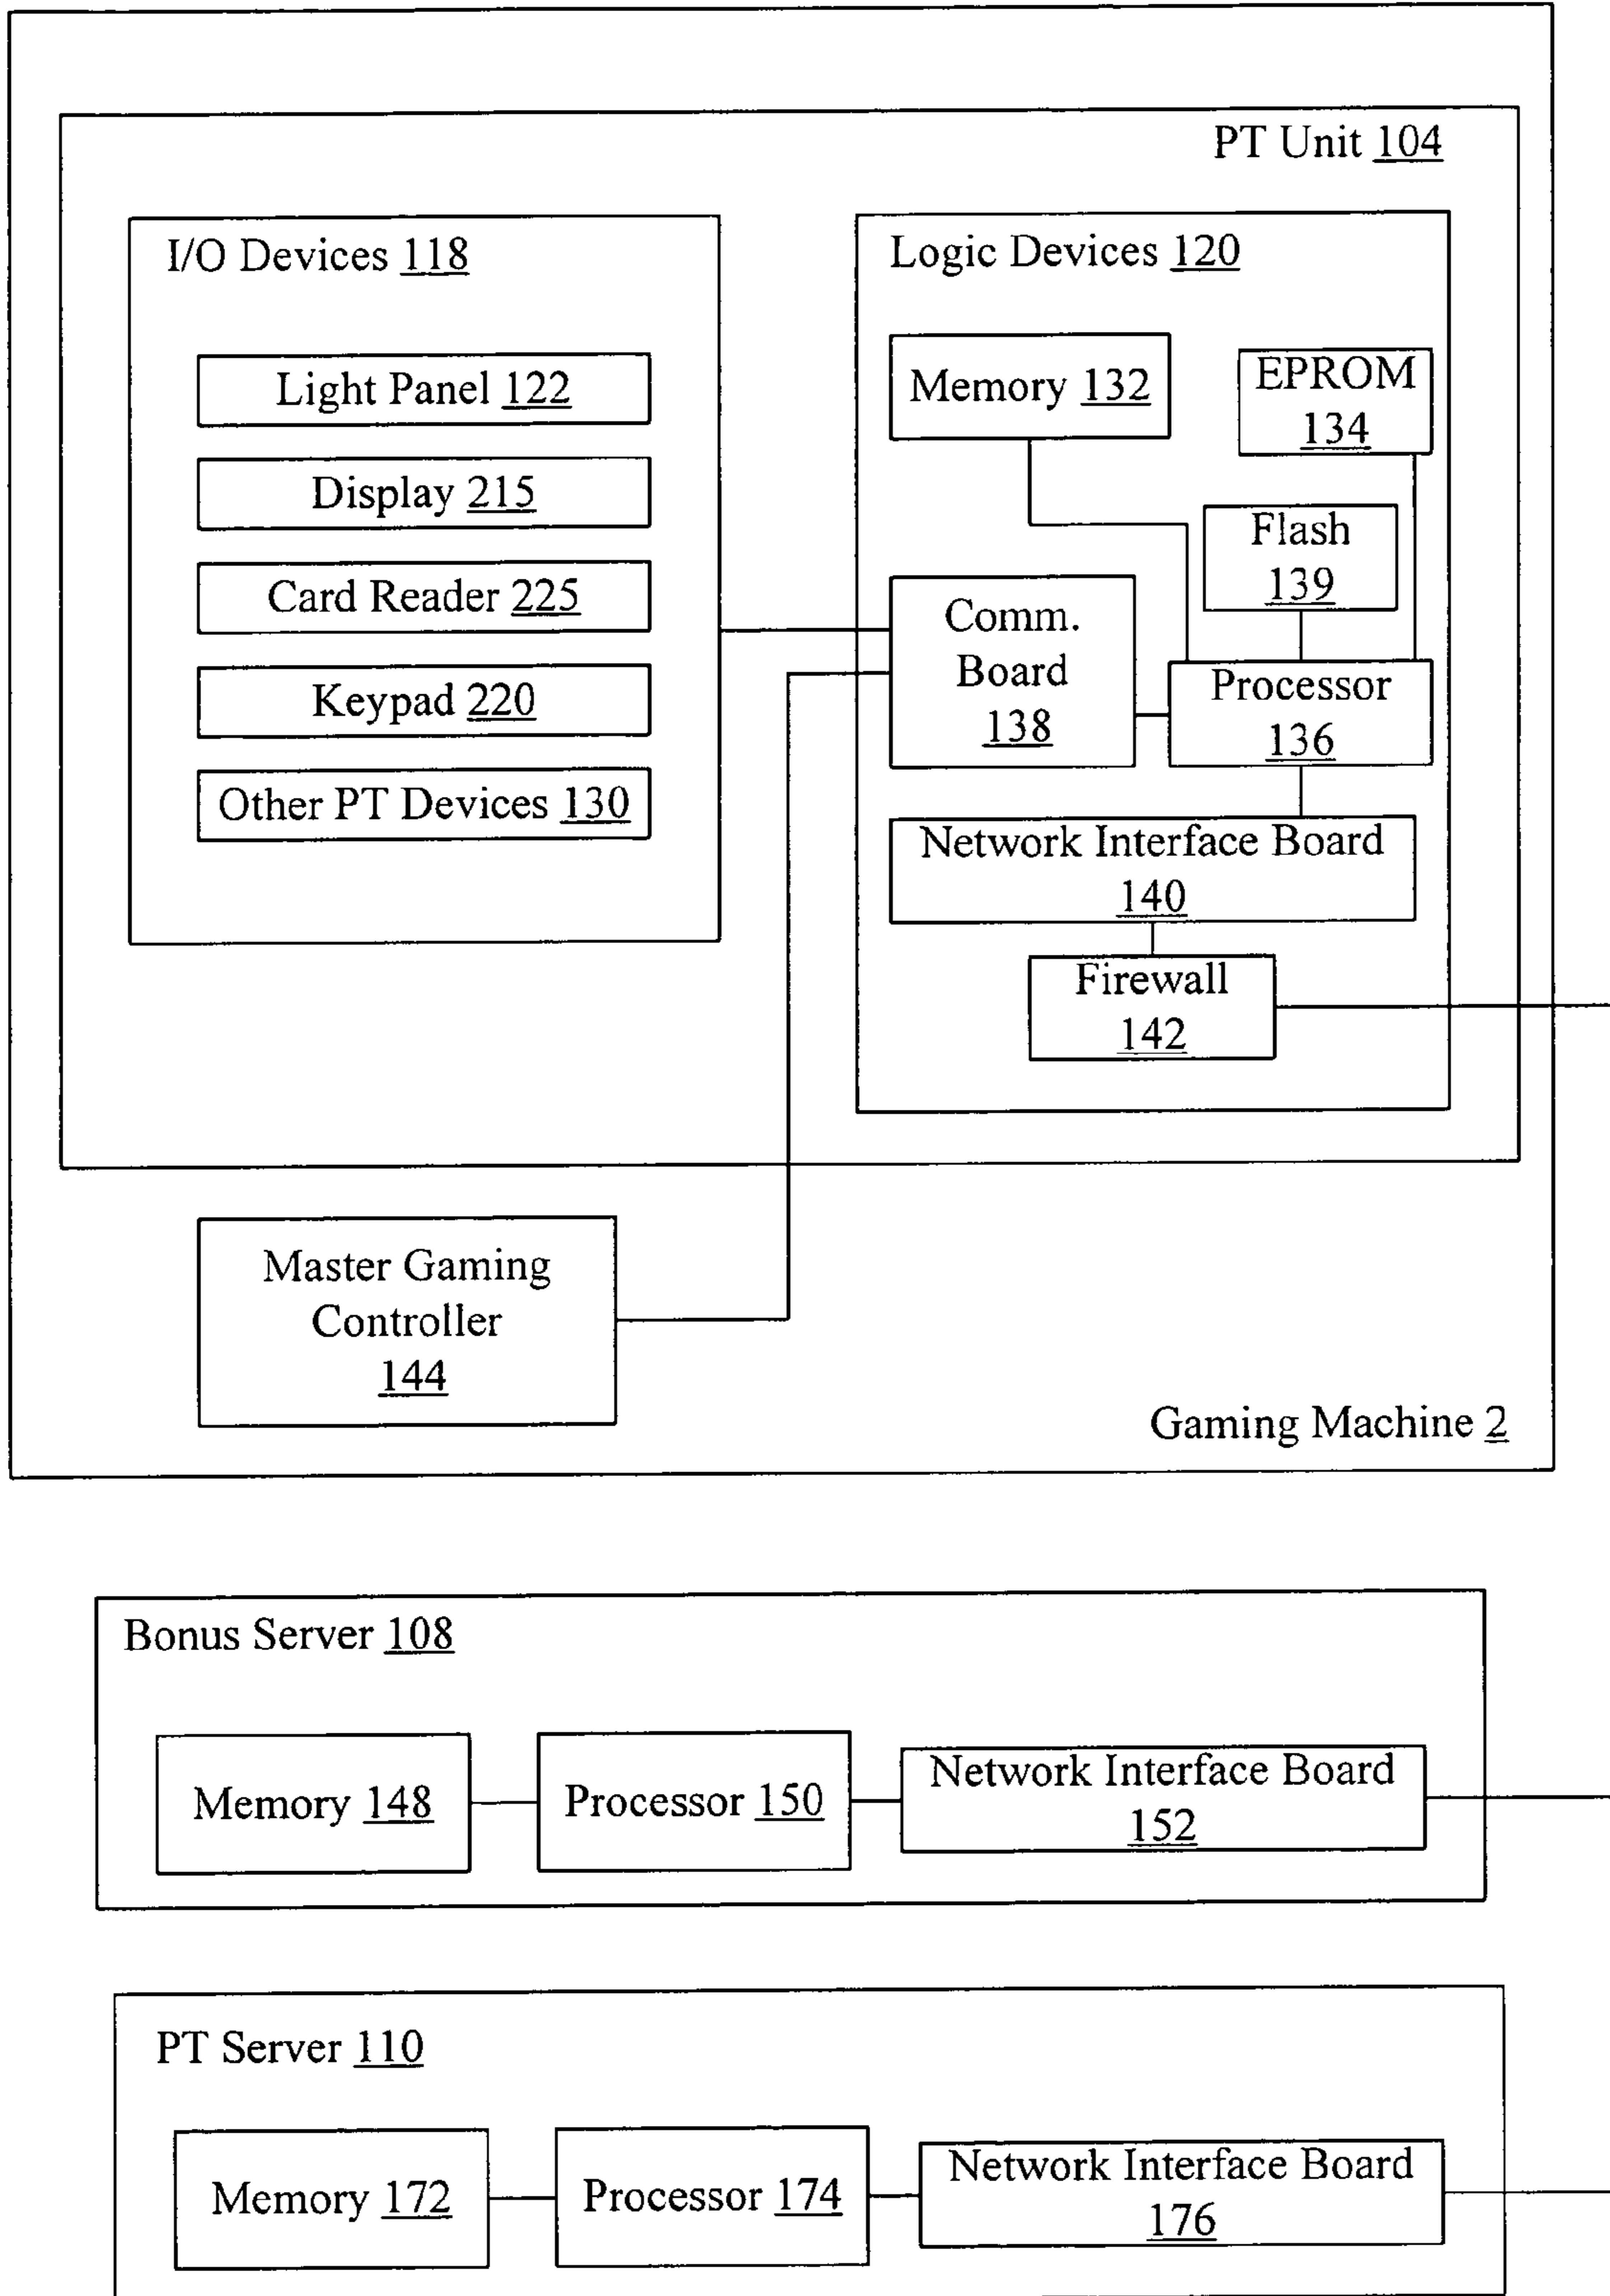 PT Unit 104
I/O Devices 118
Light Panel 122
Display 215
Card Reader 225
Keypad 220
Other PT Devices 130
Logic Devices 120
Memory 132
EPROM
134
Flash
139
Comm.
Board
138
Processor
136
Network Interface Board
140
Firewall
142
Master Gaming
Controller
144
Gaming Machine 2
Bonus Server 108
Memory 148
Processor 150
Network Interface Board
152
PT Server 110
Memory 172
Processor 174
Network Interface Board
176